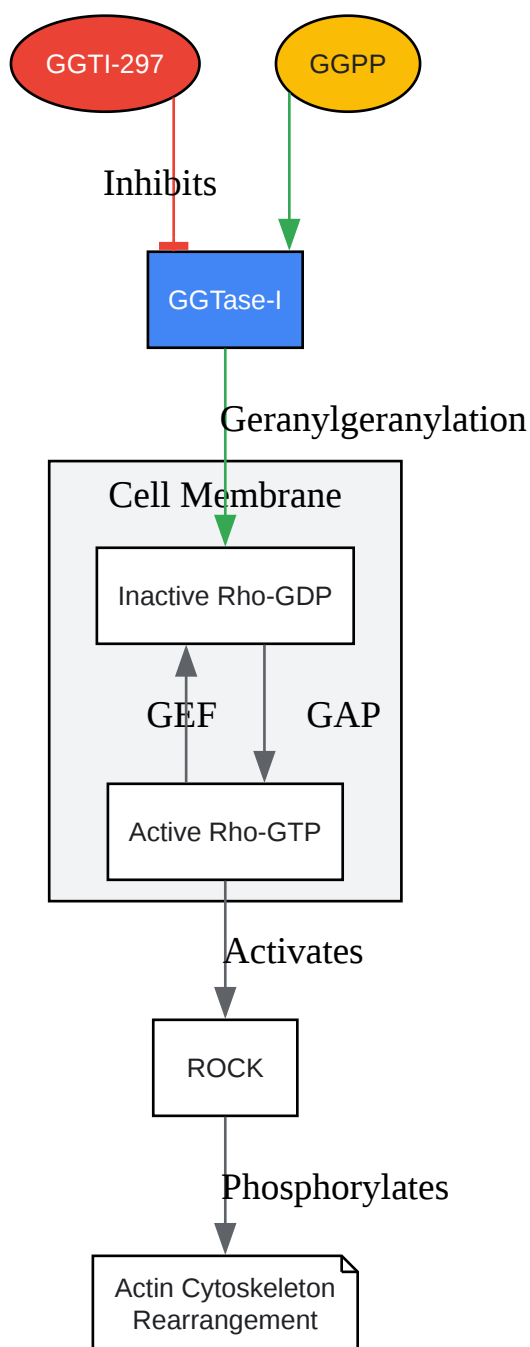 GGTI-297
GGPP
Inhibits
GGTase-I
Geranylgeranylation
Cell Membrane
Inactive Rho-GDP
GEF
GAP
Active Rho-GTP
Activates
ROCK
Phosphorylates
Actin Cytoskeleton
Rearrangement